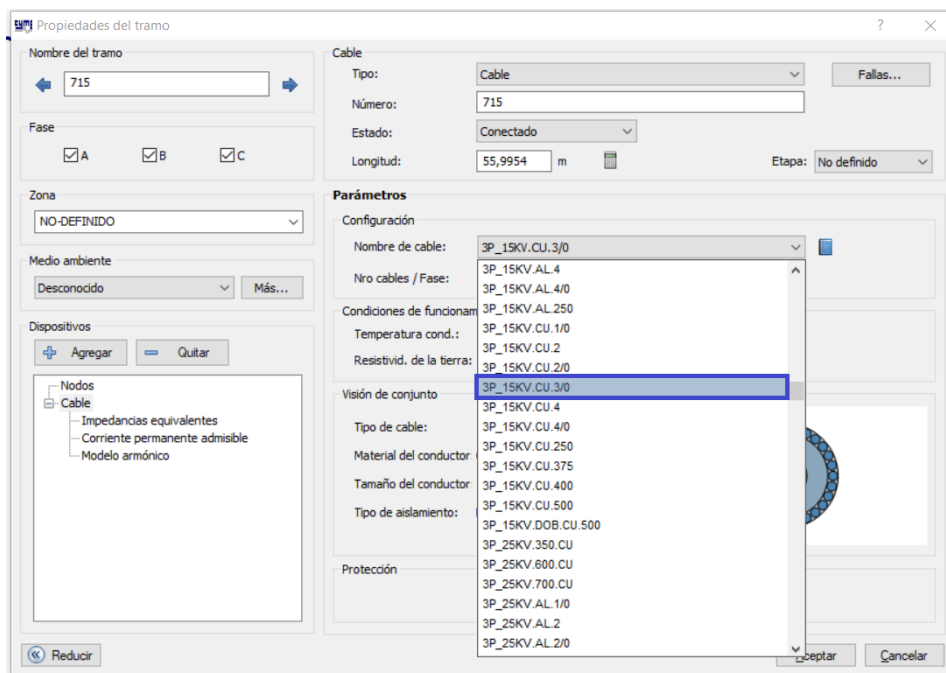 Propiedades del tramo
Nombre del tramo
715
Fase
A B C
Zona
NO-DEFINIDO
Medio ambiente
Desconocido Más...
Dispositivos
Agregar Quitar
Nodos
Cable
Impedancias equivalentes
Corriente permanente admisible
Modelo armónico
Reducir
Cable
Tipo: Cable Fallas...
Número: 715
Estado: Conectado
Longitud: 55,9954 m Etapa: No definido
Parámetros
Configuración
Nombre de cable: 3P_15KV.CU.3/0
Nro cables / Fase:
Condiciones de funcionam
Temperatura cond.:
Resistivid. de la tierra:
Visión de conjunto
Tipo de cable:
Material del conductor
Tamaño del conductor
Tipo de aislamiento:
Protección
3P_15KV.AL.4
3P_15KV.AL.4/0
3P_15KV.AL.250
3P_15KV.CU.1/0
3P_15KV.CU.2
3P_15KV.CU.2/0
3P_15KV.CU.3/0
3P_15KV.CU.4
3P_15KV.CU.4/0
3P_15KV.CU.250
3P_15KV.CU.375
3P_15KV.CU.400
3P_15KV.CU.500
3P_15KV.DOB.CU.500
3P_25KV.350.CU
3P_25KV.600.CU
3P_25KV.700.CU
3P_25KV.AL.1/0
3P_25KV.AL.2
3P_25KV.AL.2/0
Cancelar